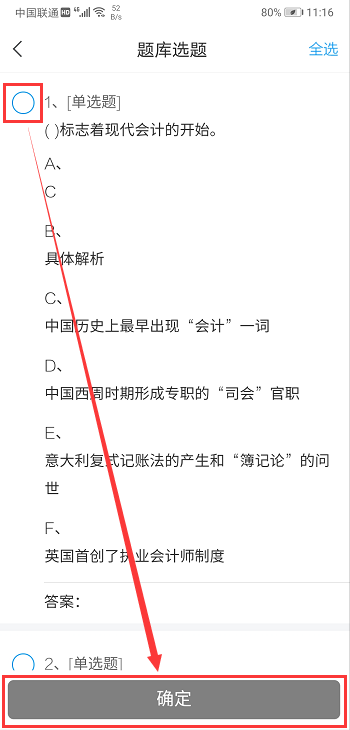 中国联通 HD 4G 52 B/s 80% 11:16
题库选题 全选
1、[单选题]
( )标志着现代会计的开始。
A、
C
B、
具体解析
C、
中国历史上最早出现“会计”一词
D、
中国西周时期形成专职的“司会”官职
E、
意大利复式记账法的产生和“簿记论”的问
世
F、
英国首创了执业会计师制度
答案：
2、[单选题]
确定